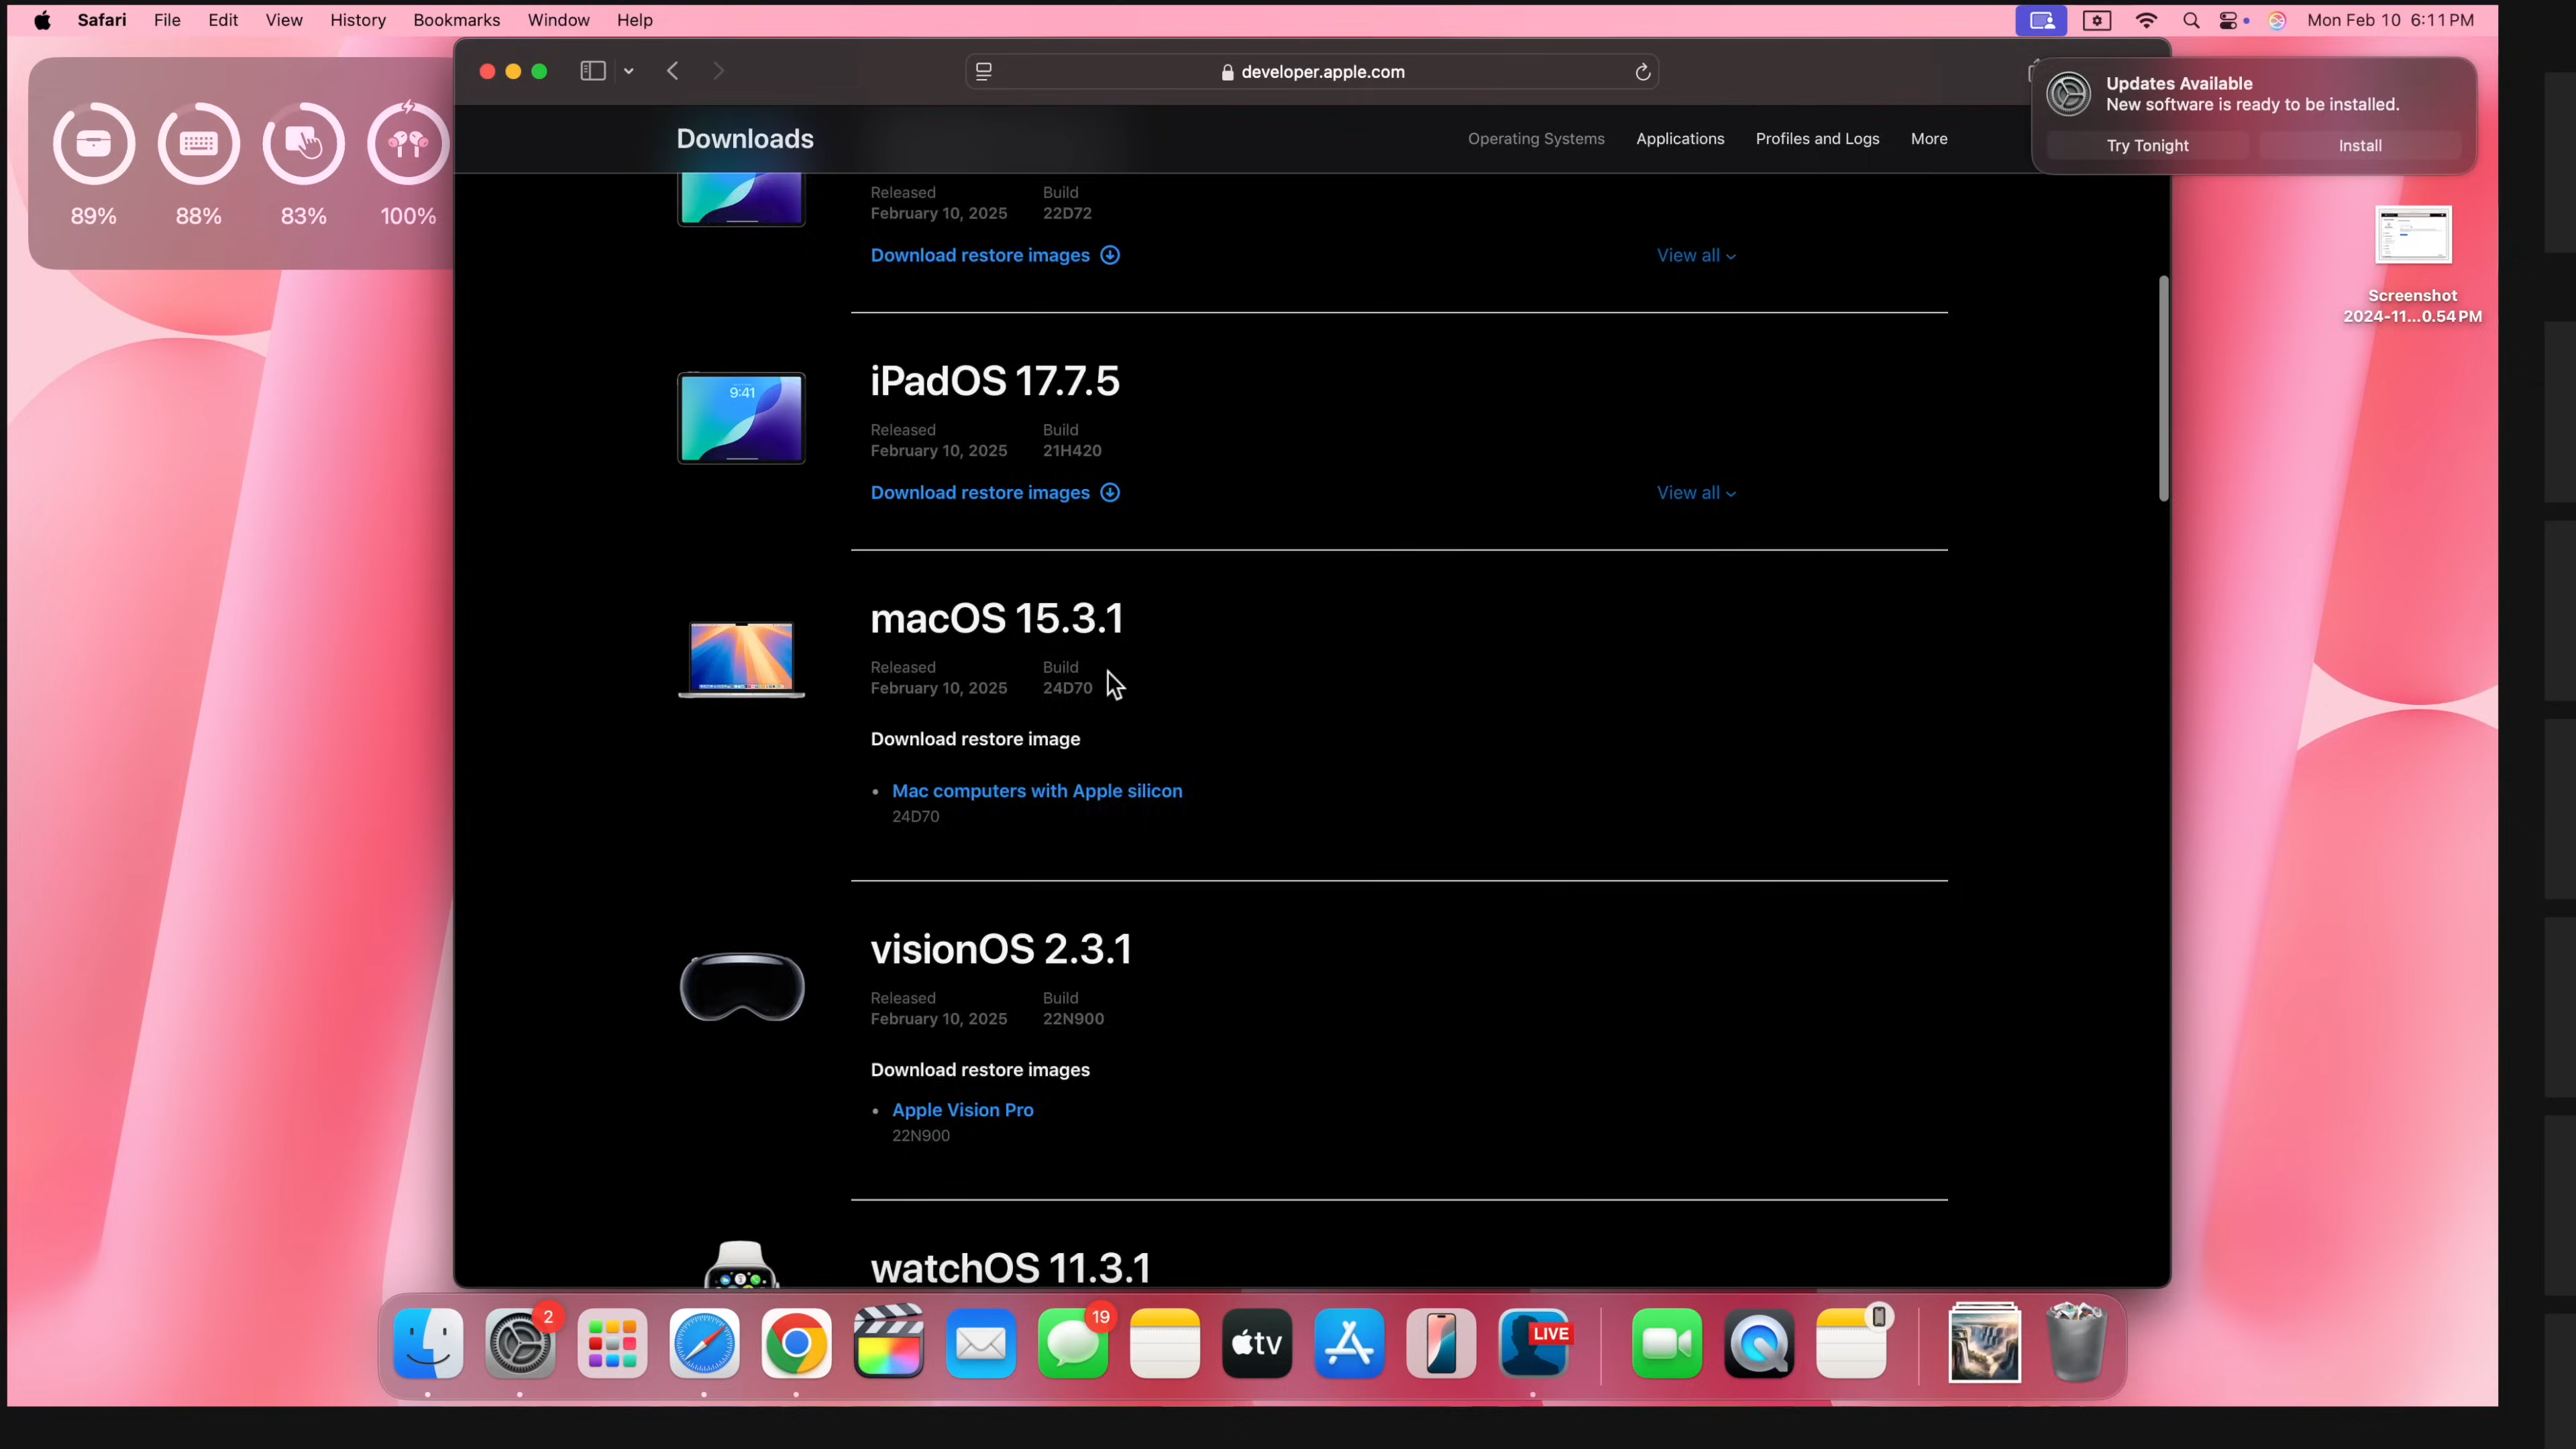 Safari File Edit View History Bookmarks Window Help
Mon Feb 10 6:11 PM
developer.apple.com
Updates Available
New software is ready to be installed.
Try Tonight Install
89% 88% 83% 100%
Downloads
Operating Systems Applications Profiles and Logs More
Released Build
February 10, 2025 22D72
Download restore images
View all
Screenshot
2024-11...0.54 PM
9:41
iPadOS 17.7.5
Released Build
February 10, 2025 21H420
Download restore images
View all
macOS 15.3.1
Released Build
February 10, 2025 24D70
Download restore image
• Mac computers with Apple silicon
24D70
visionOS 2.3.1
Released Build
February 10, 2025 22N900
Download restore images
• Apple Vision Pro
22N900
watchOS 11.3.1
2
19
tv
LIVE